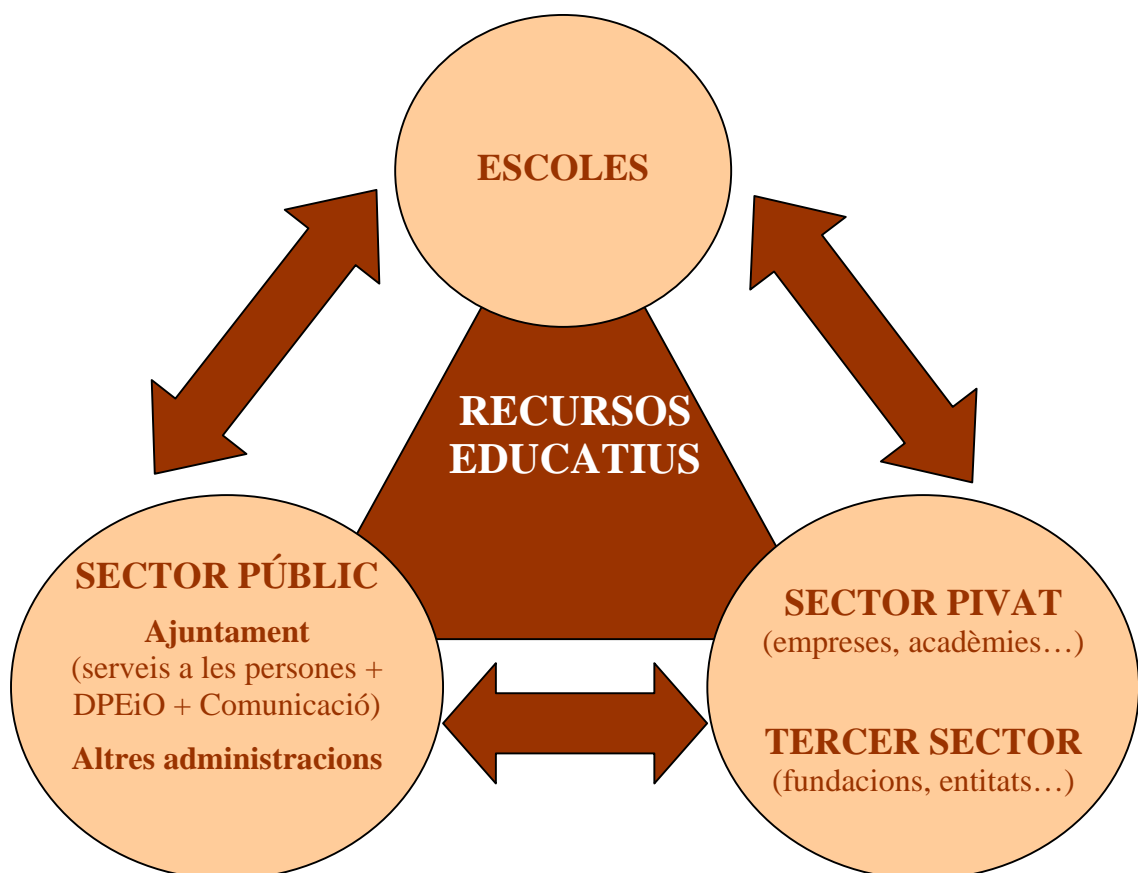 ESCOLES
RECURSOS
EDUCATIUS
SECTOR PÚBLIC
Ajuntament
(serveis a les persones +
DPEiO + Comunicació)
Altres administracions
SECTOR PIVAT
(empreses, acadèmies…)
TERCER SECTOR
(fundacions, entitats…)